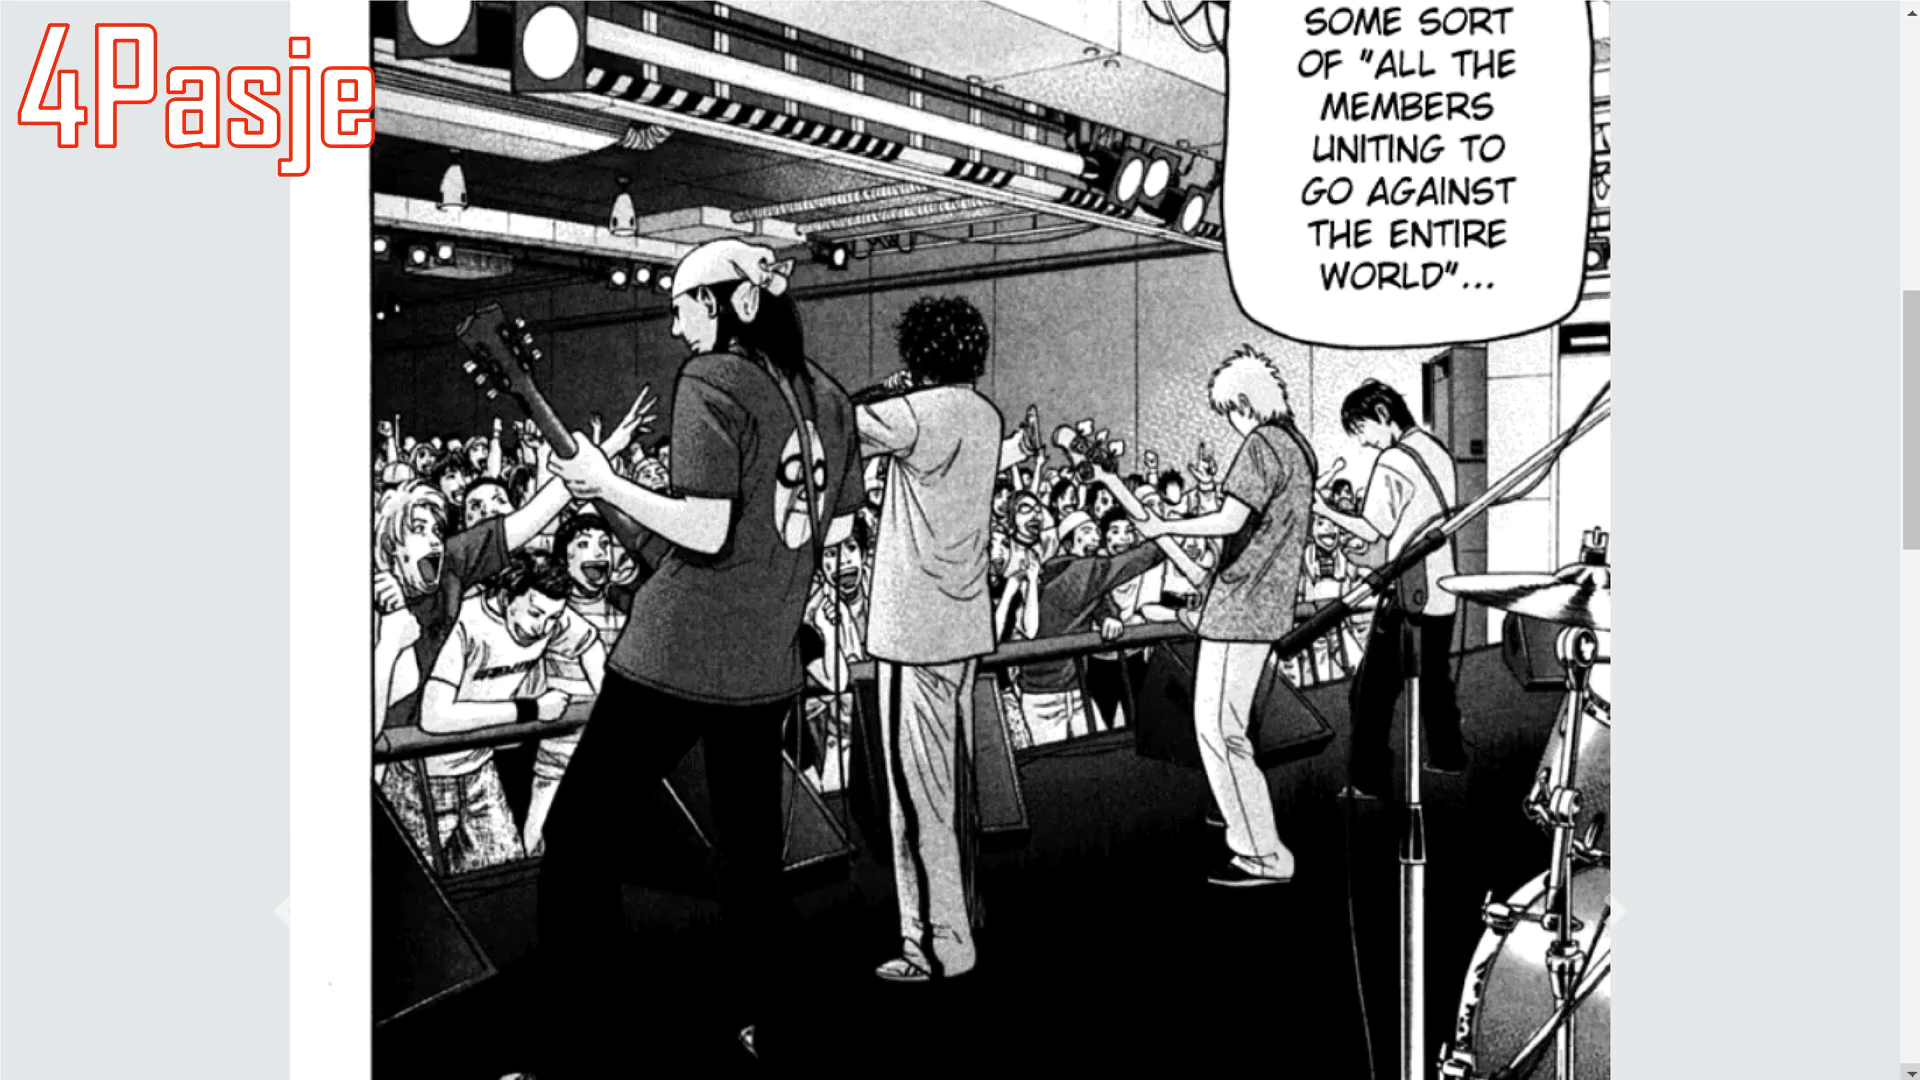 4Pasje
SOME SORT
OF "ALL THE
MEMBERS
UNITING TO
GO AGAINST
THE ENTIRE
WORLD"...